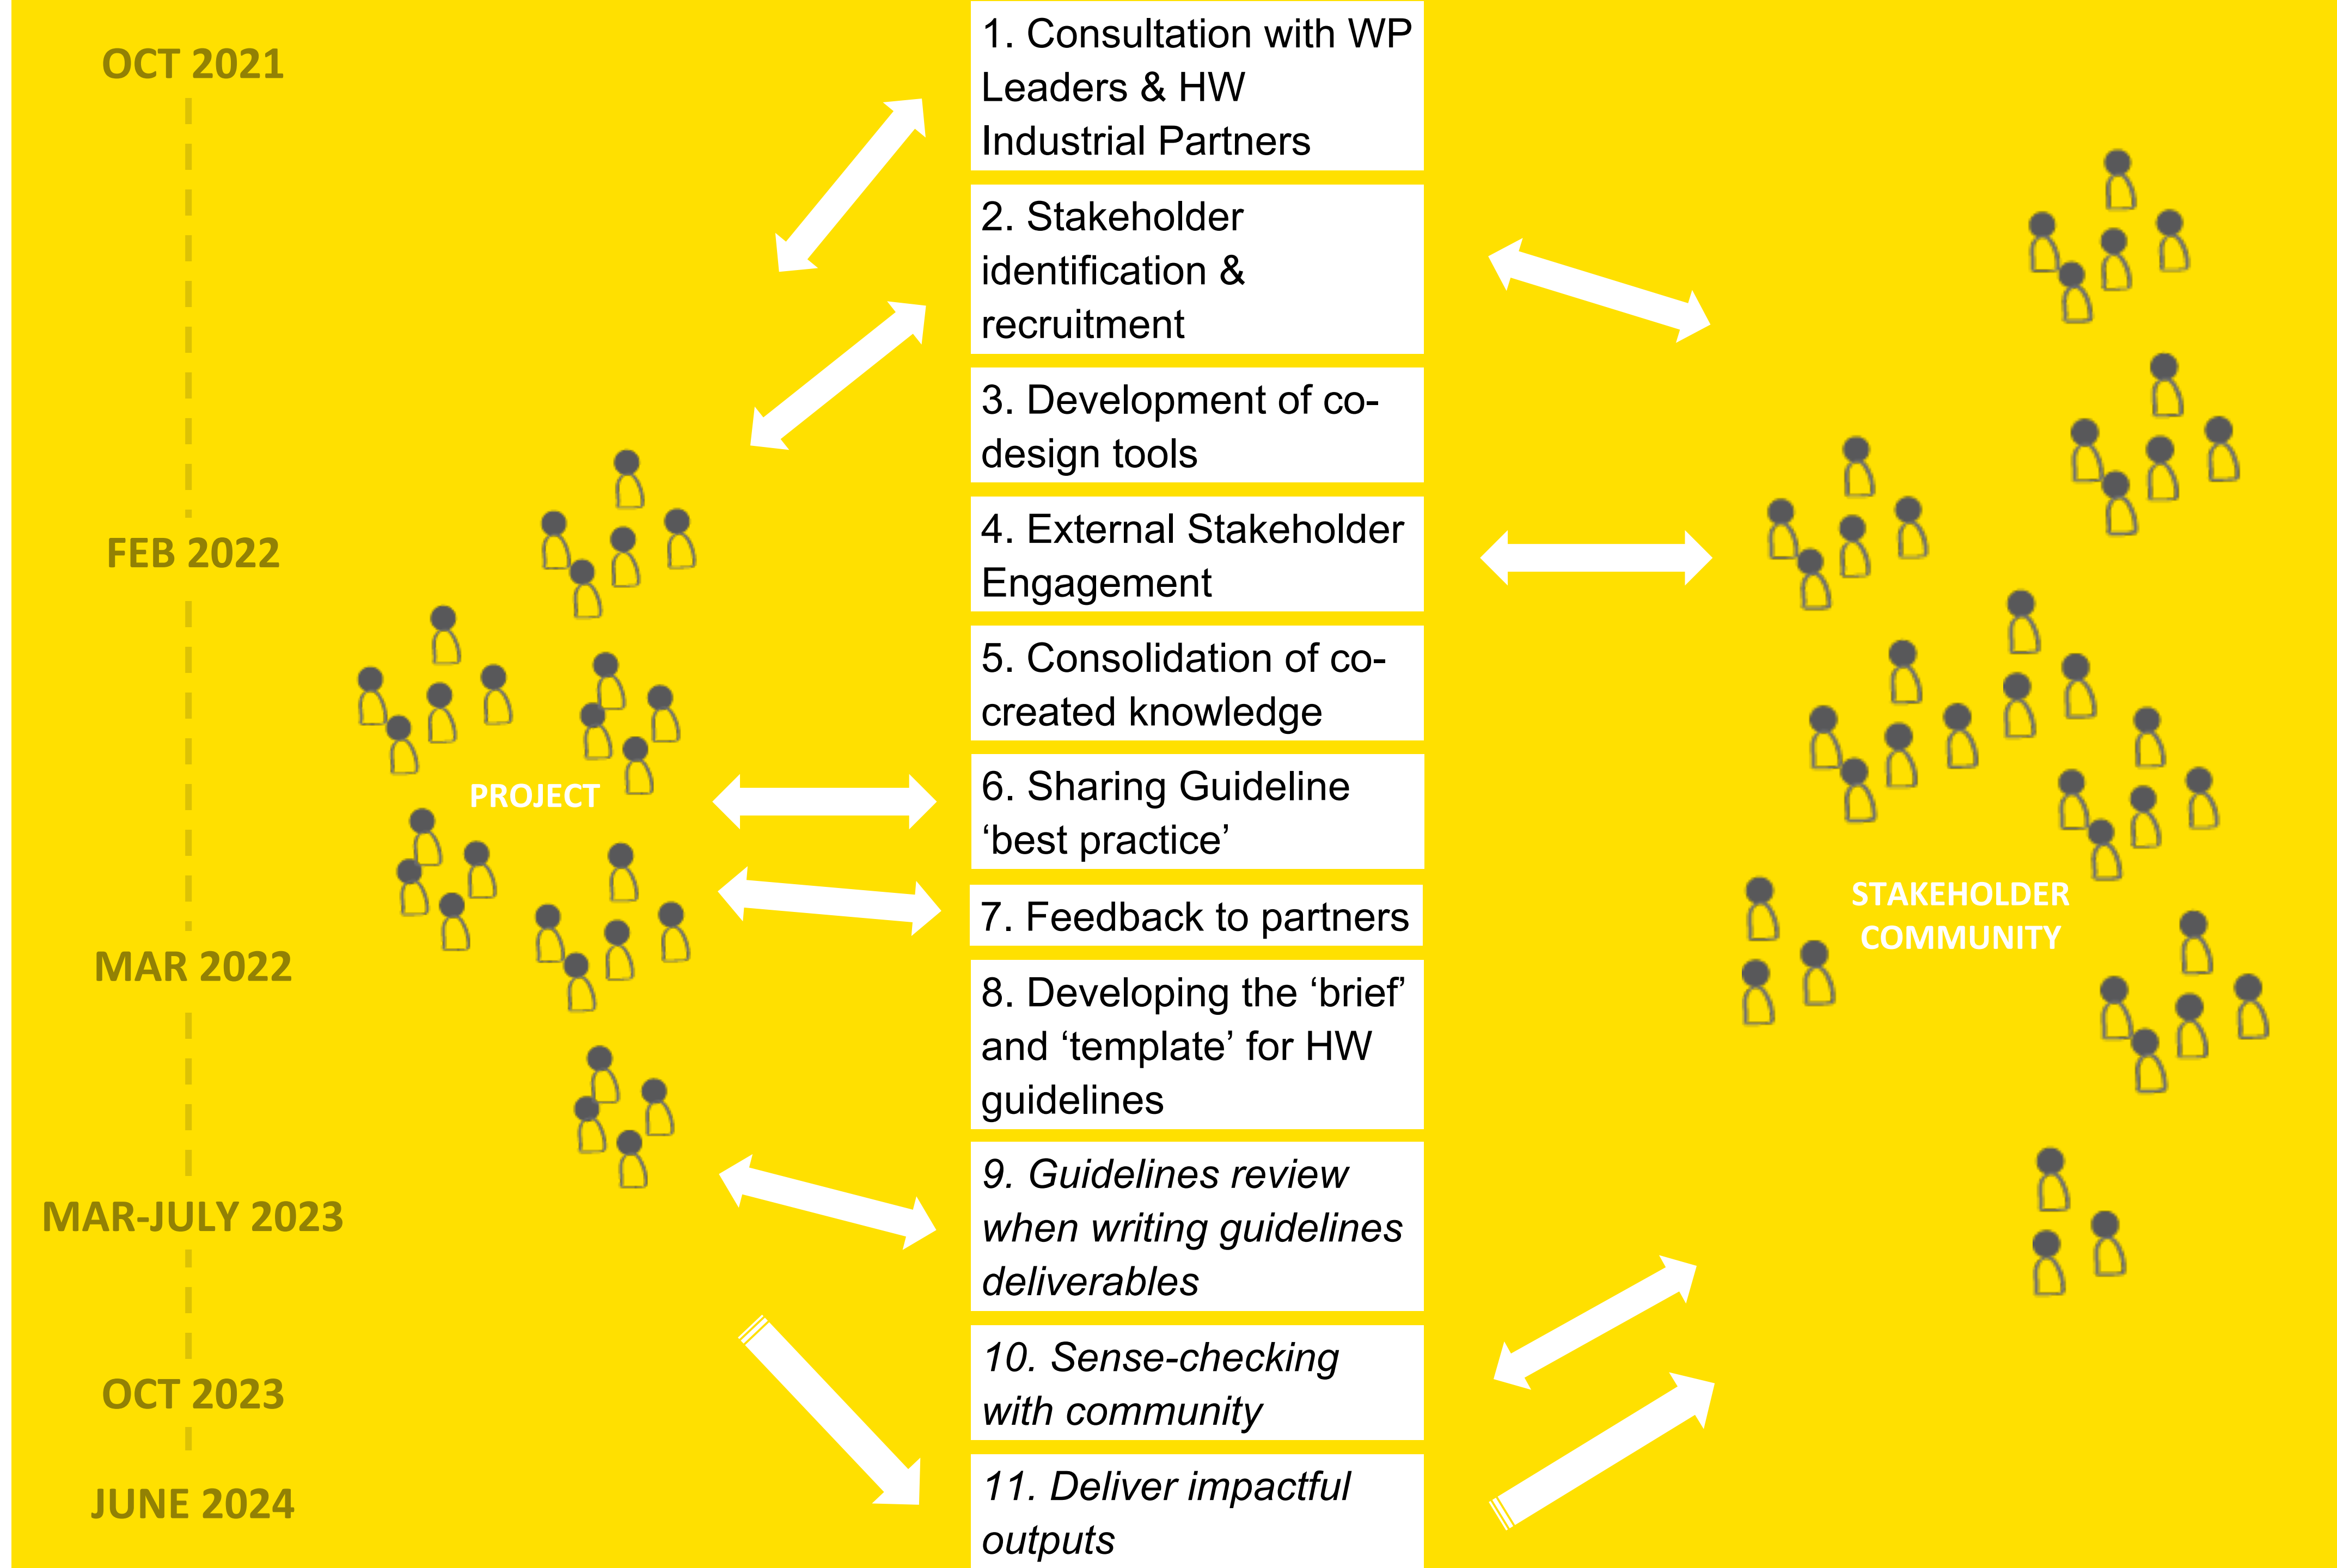 OCT 2021
FEB 2022
MAR 2022
MAR-JULY 2023
OCT 2023
JUNE 2024
PROJECT
1. Consultation with WP
Leaders & HW
Industrial Partners
2. Stakeholder
identification &
recruitment
3. Development of co-
design tools
4. External Stakeholder
Engagement
5. Consolidation of co-
created knowledge
6. Sharing Guideline
‘best practice’
7. Feedback to partners
8. Developing the ‘brief’
and ‘template’ for HW
guidelines
9. Guidelines review
when writing guidelines
deliverables
10. Sense-checking
with community
11. Deliver impactful
outputs
STAKEHOLDER
COMMUNITY